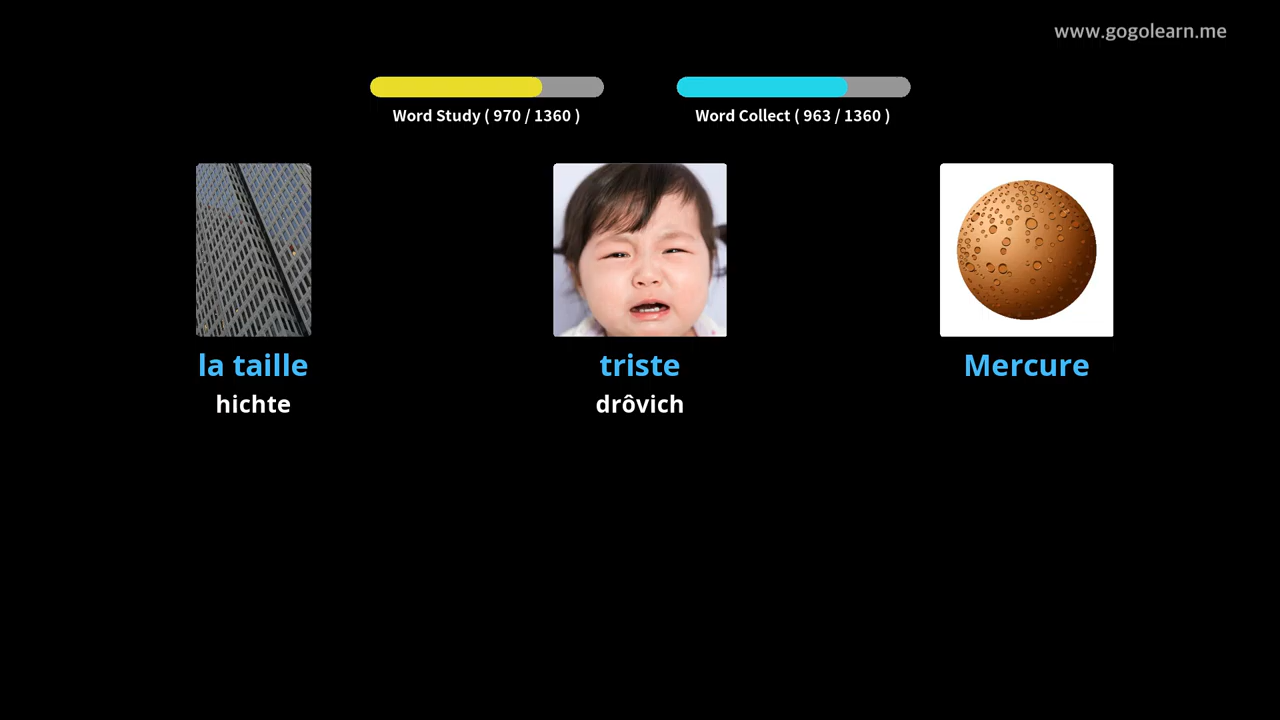 www.gogolearn.me
Word Study ( 970 / 1360 )
Word Collect ( 963 / 1360 )
la taille
hichte
triste
drôvich
Mercure